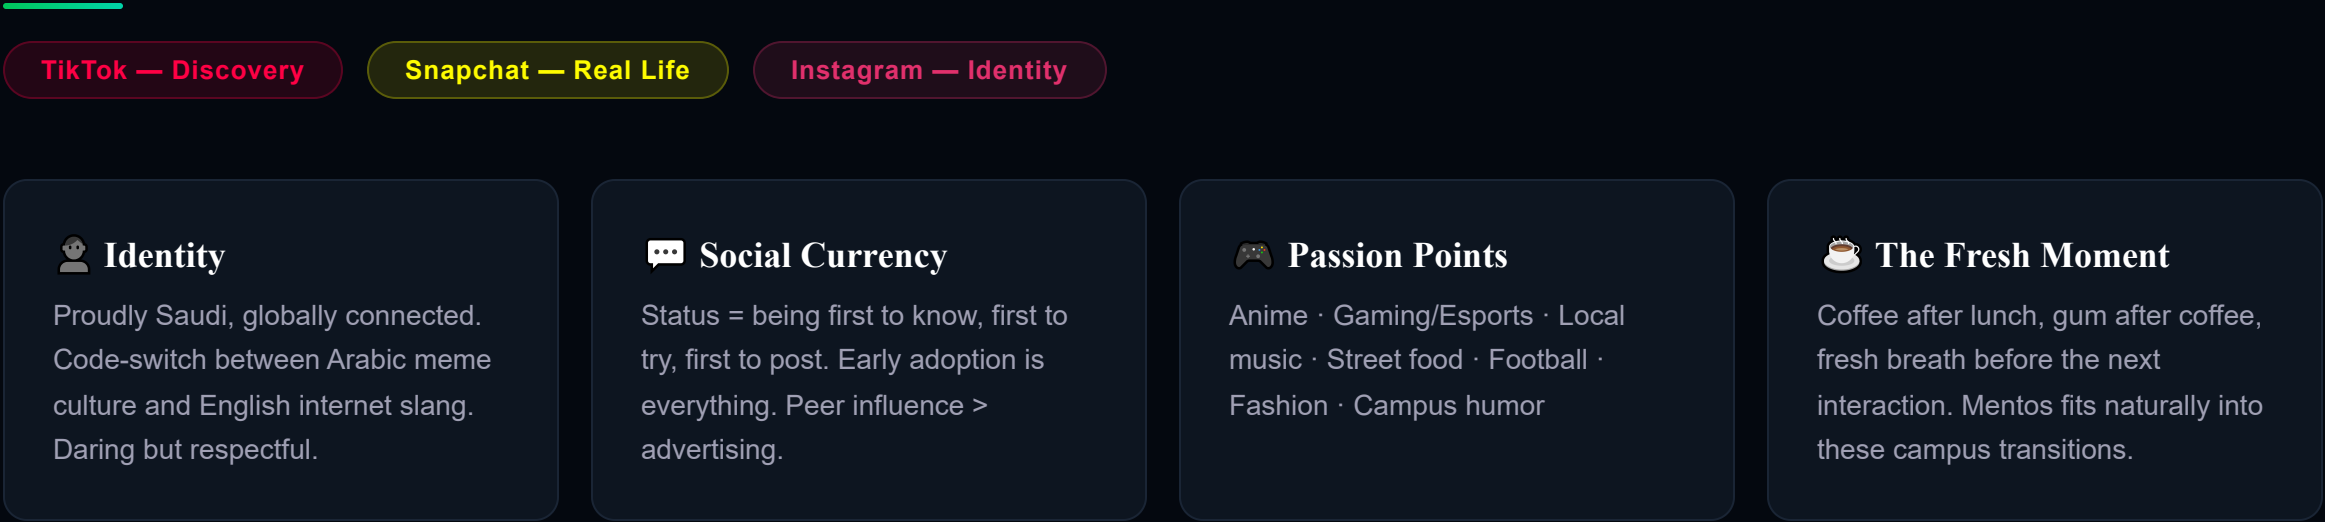 TikTok — Discovery
Snapchat — Real Life
Instagram — Identity
Identity
Proudly Saudi, globally connected.
Code-switch between Arabic meme
culture and English internet slang.
Daring but respectful.
Social Currency
Status = being first to know, first to
try, first to post. Early adoption is
everything. Peer influence >
advertising.
Passion Points
Anime · Gaming/Esports · Local
music · Street food · Football ·
Fashion · Campus humor
The Fresh Moment
Coffee after lunch, gum after coffee,
fresh breath before the next
interaction. Mentos fits naturally into
these campus transitions.